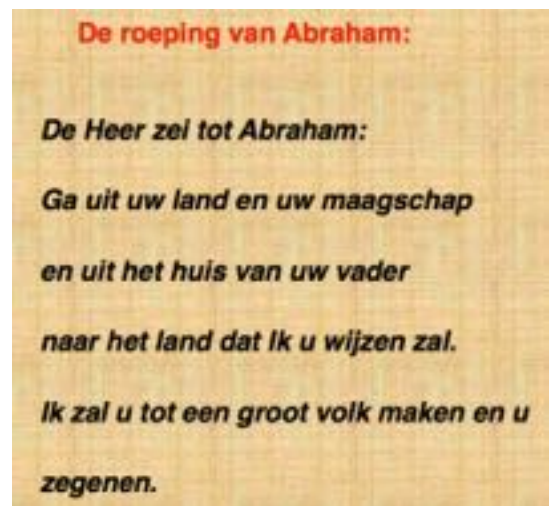 De roeping van Abraham:
De Heer zei tot Abraham:
Ga uit uw land en uw maagschap
en uit het huis van uw vader
naar het land dat Ik u wijzen zal.
Ik zal u tot een groot volk maken en u
zegenen.